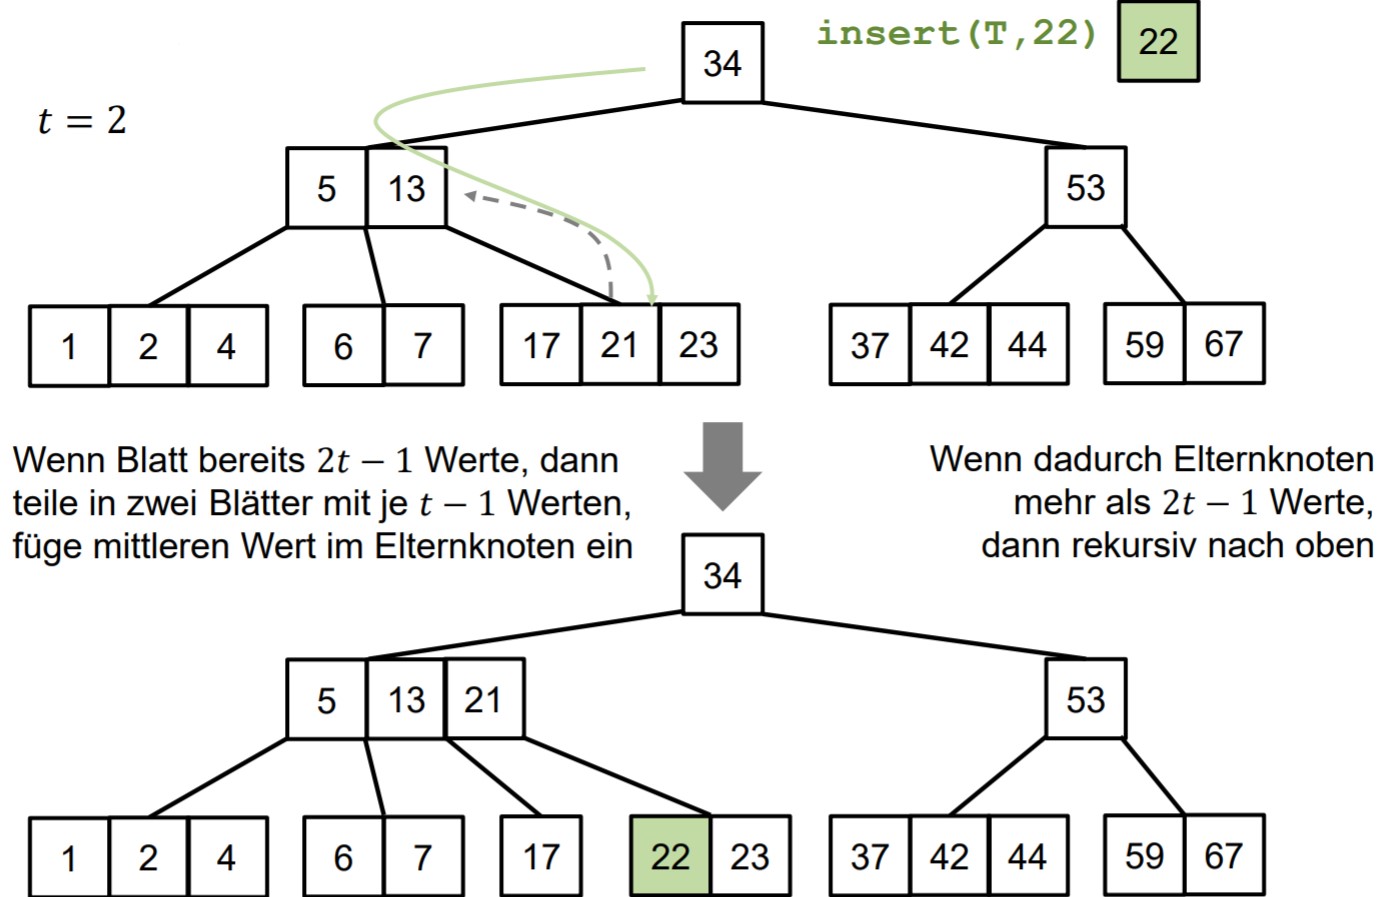 insert(T,22) 22
34
t = 2
5 13 53
1 2 4 6 7 17 21 23 37 42 44 59 67
Wenn Blatt bereits 2t − 1 Werte, dann
teile in zwei Blätter mit je t − 1 Werten,
füge mittleren Wert im Elternknoten ein
Wenn dadurch Elternknoten
mehr als 2t − 1 Werte,
dann rekursiv nach oben
34
5 13 21 53
1 2 4 6 7 17 22 23 37 42 44 59 67